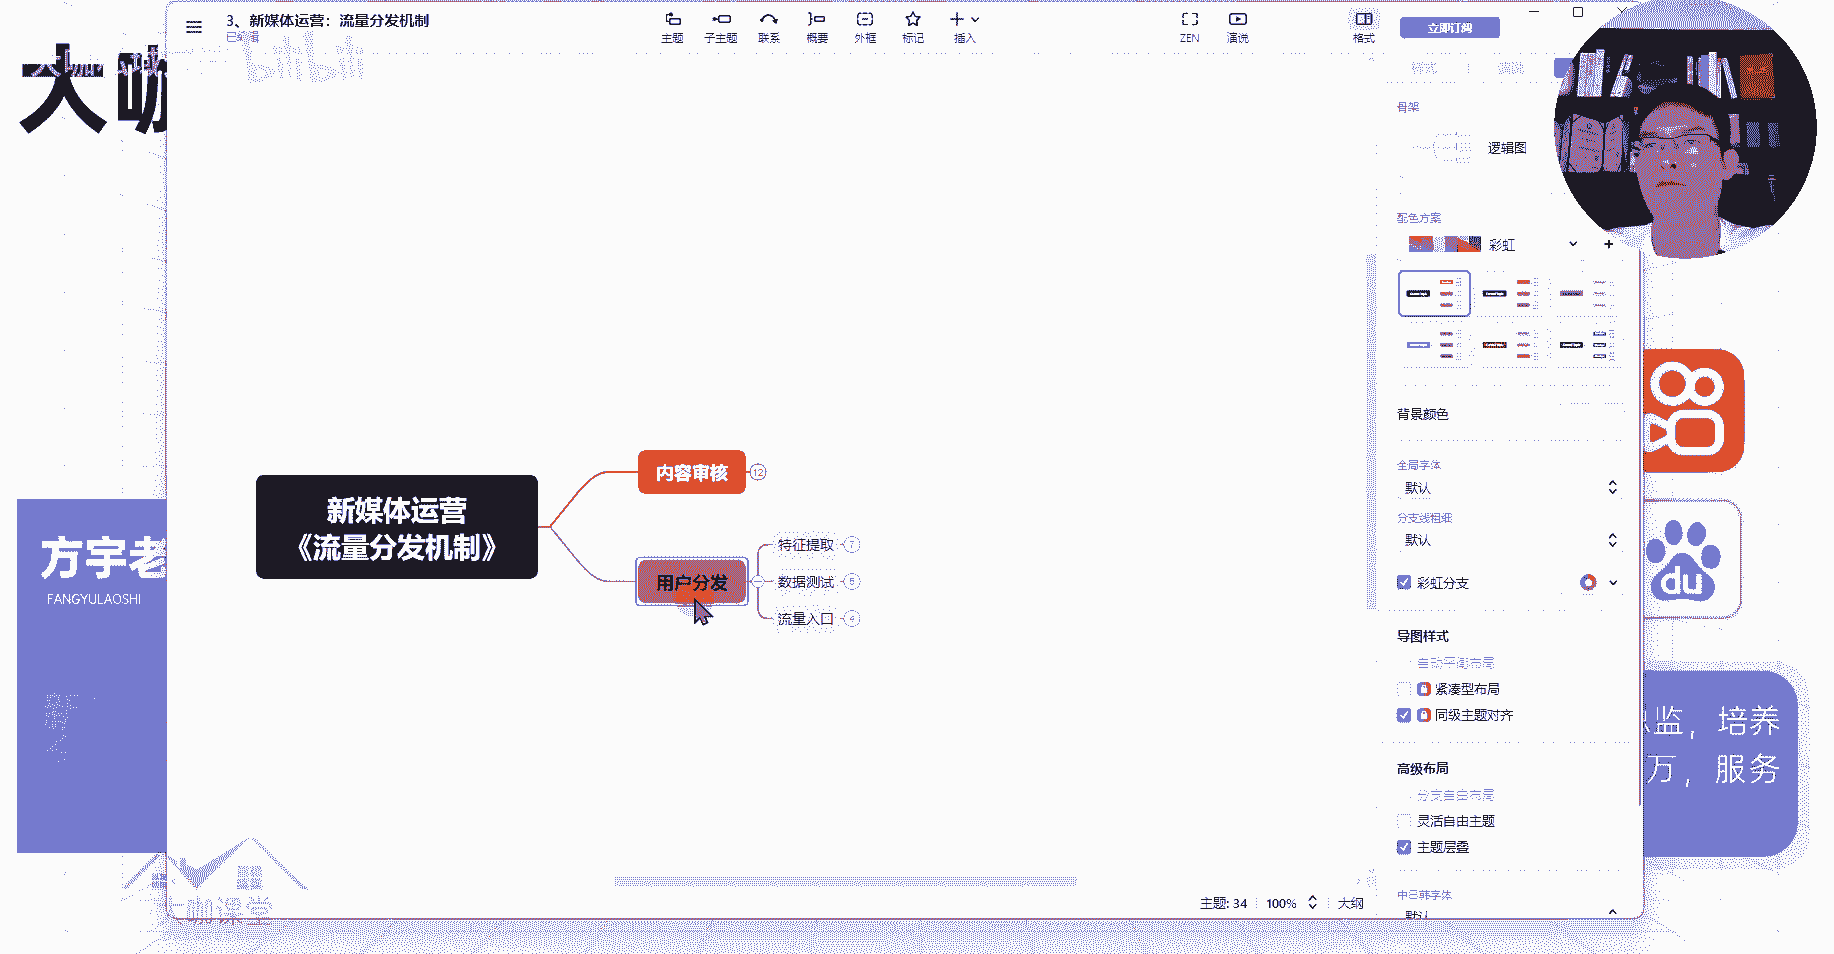 大咖
3、新媒体运营：流量分发机制
已编辑
bilibili
主题
子主题
联系
概要
外框
标记
插入
ZEN
演说
格式
立即订阅
骨架
逻辑图
配色方案
彩虹
背景颜色
全局字体
默认
分支线粗细
默认
彩虹分支
导图样式
自动平衡布局
紧凑型布局
同级主题对齐
高级布局
分支自由布局
灵活自由主题
主题层叠
中日韩字体
默认
新媒体运营
《流量分发机制》
内容审核
12
用户分发
特征提取
7
数据测试
5
流量入口
4
方宇老
FANGYULAOSHI
du
总监，培养
万，服务
大咖课堂
主题: 34
100%
大纲